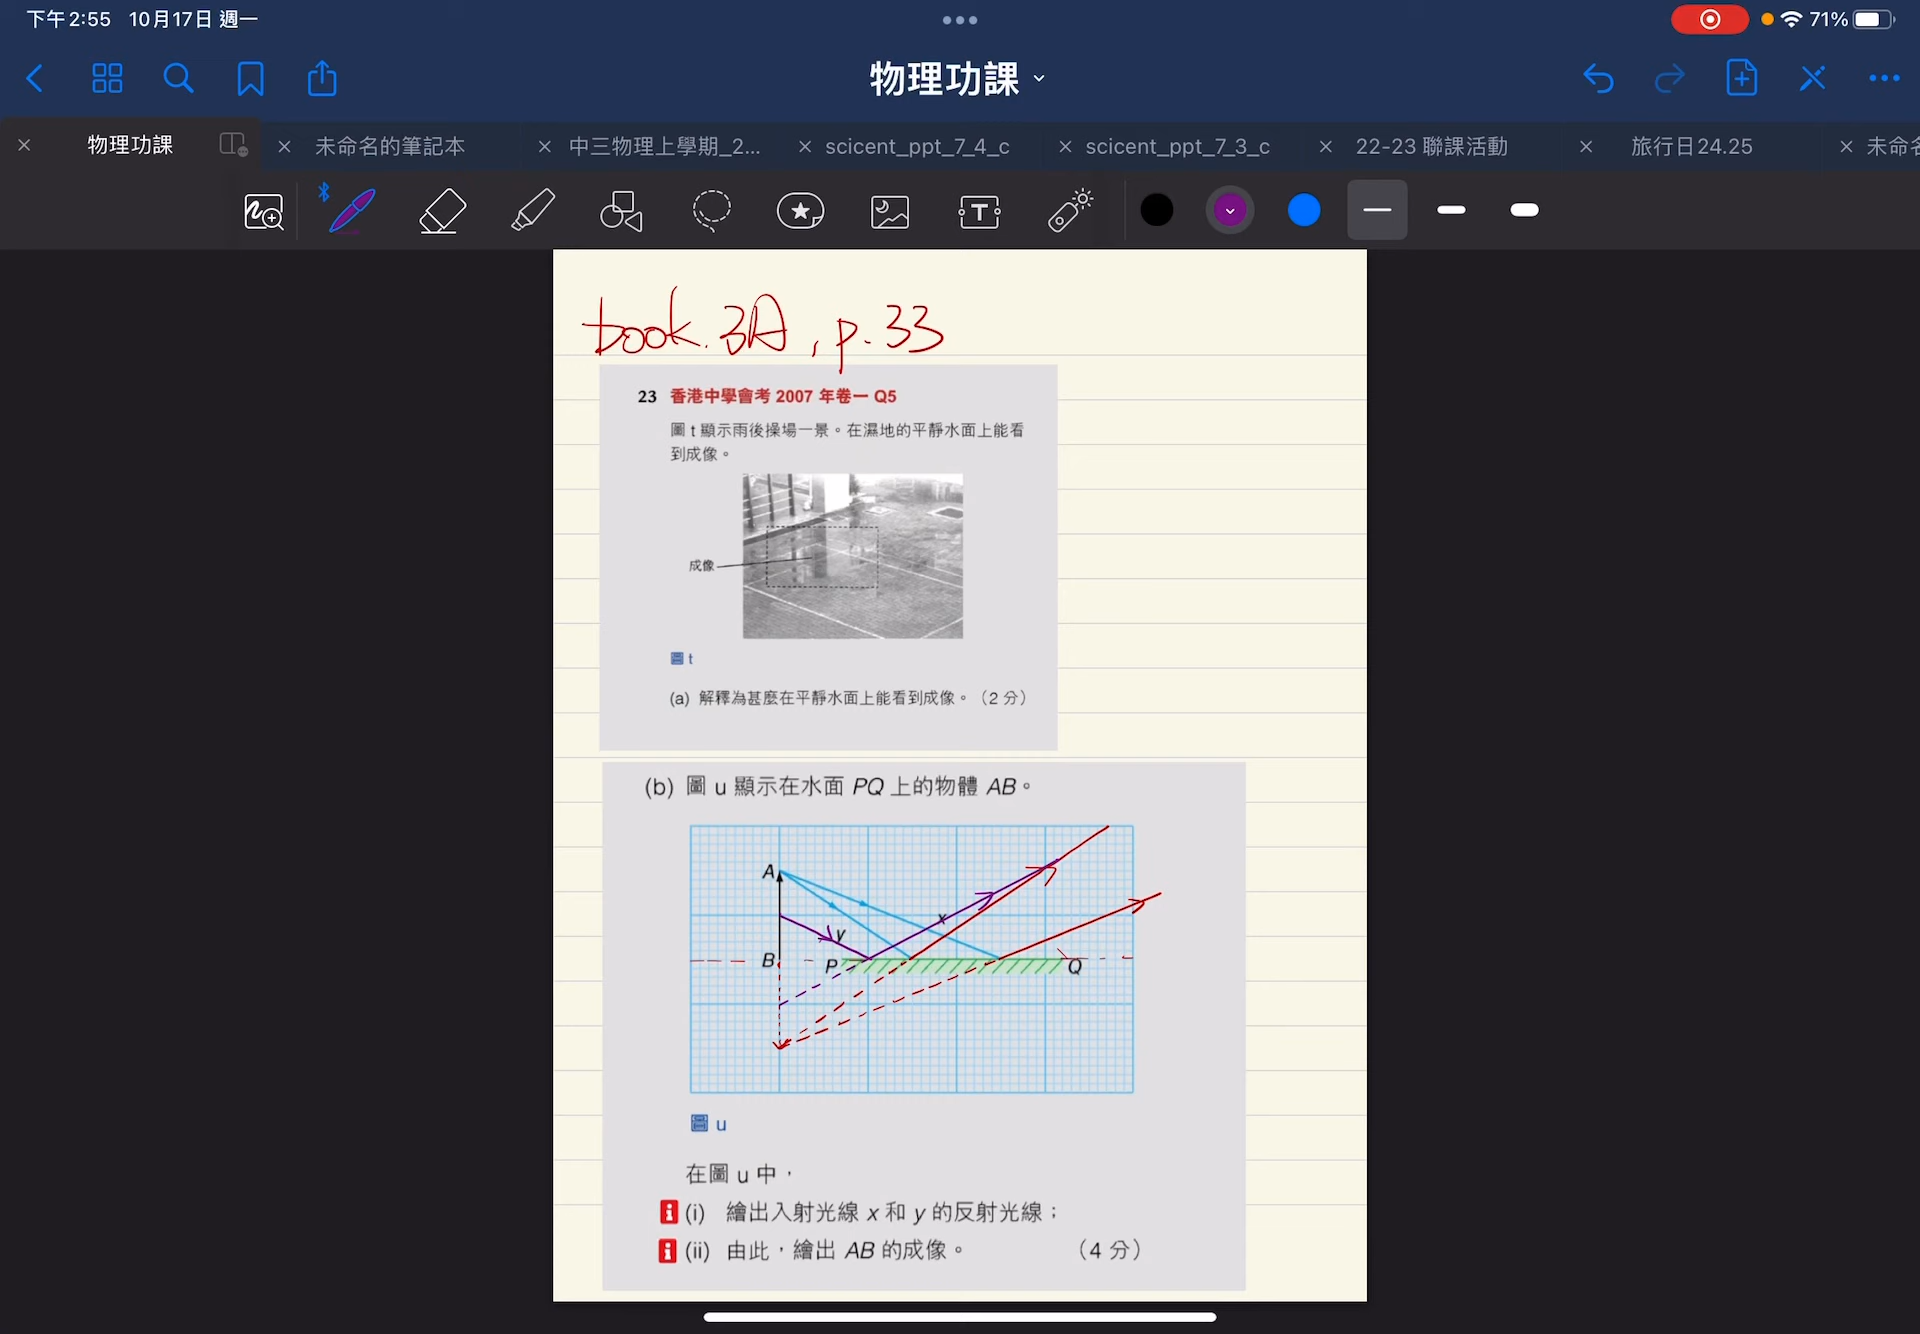 下午2:55 10月17日 週一
71%
物理功課
物理功課 未命名的筆記本 中三物理上學期_2... scicent_ppt_7_4_c scicent_ppt_7_3_c 22-23 聯課活動 旅行日24.25 未命名
T
book.3A, p.33
23 香港中學會考 2007 年卷一 Q5
圖 t 顯示雨後操場一景。在濕地的平靜水面上能看
到成像。
成像
圖 t
(a) 解釋為甚麼在平靜水面上能看到成像。（2 分）
(b) 圖 u 顯示在水面 PQ 上的物體 AB。
A
x
y
B
P
Q
圖 u
在圖 u 中，
(i) 繪出入射光線 x 和 y 的反射光線；
(ii) 由此，繪出 AB 的成像。 （4 分）